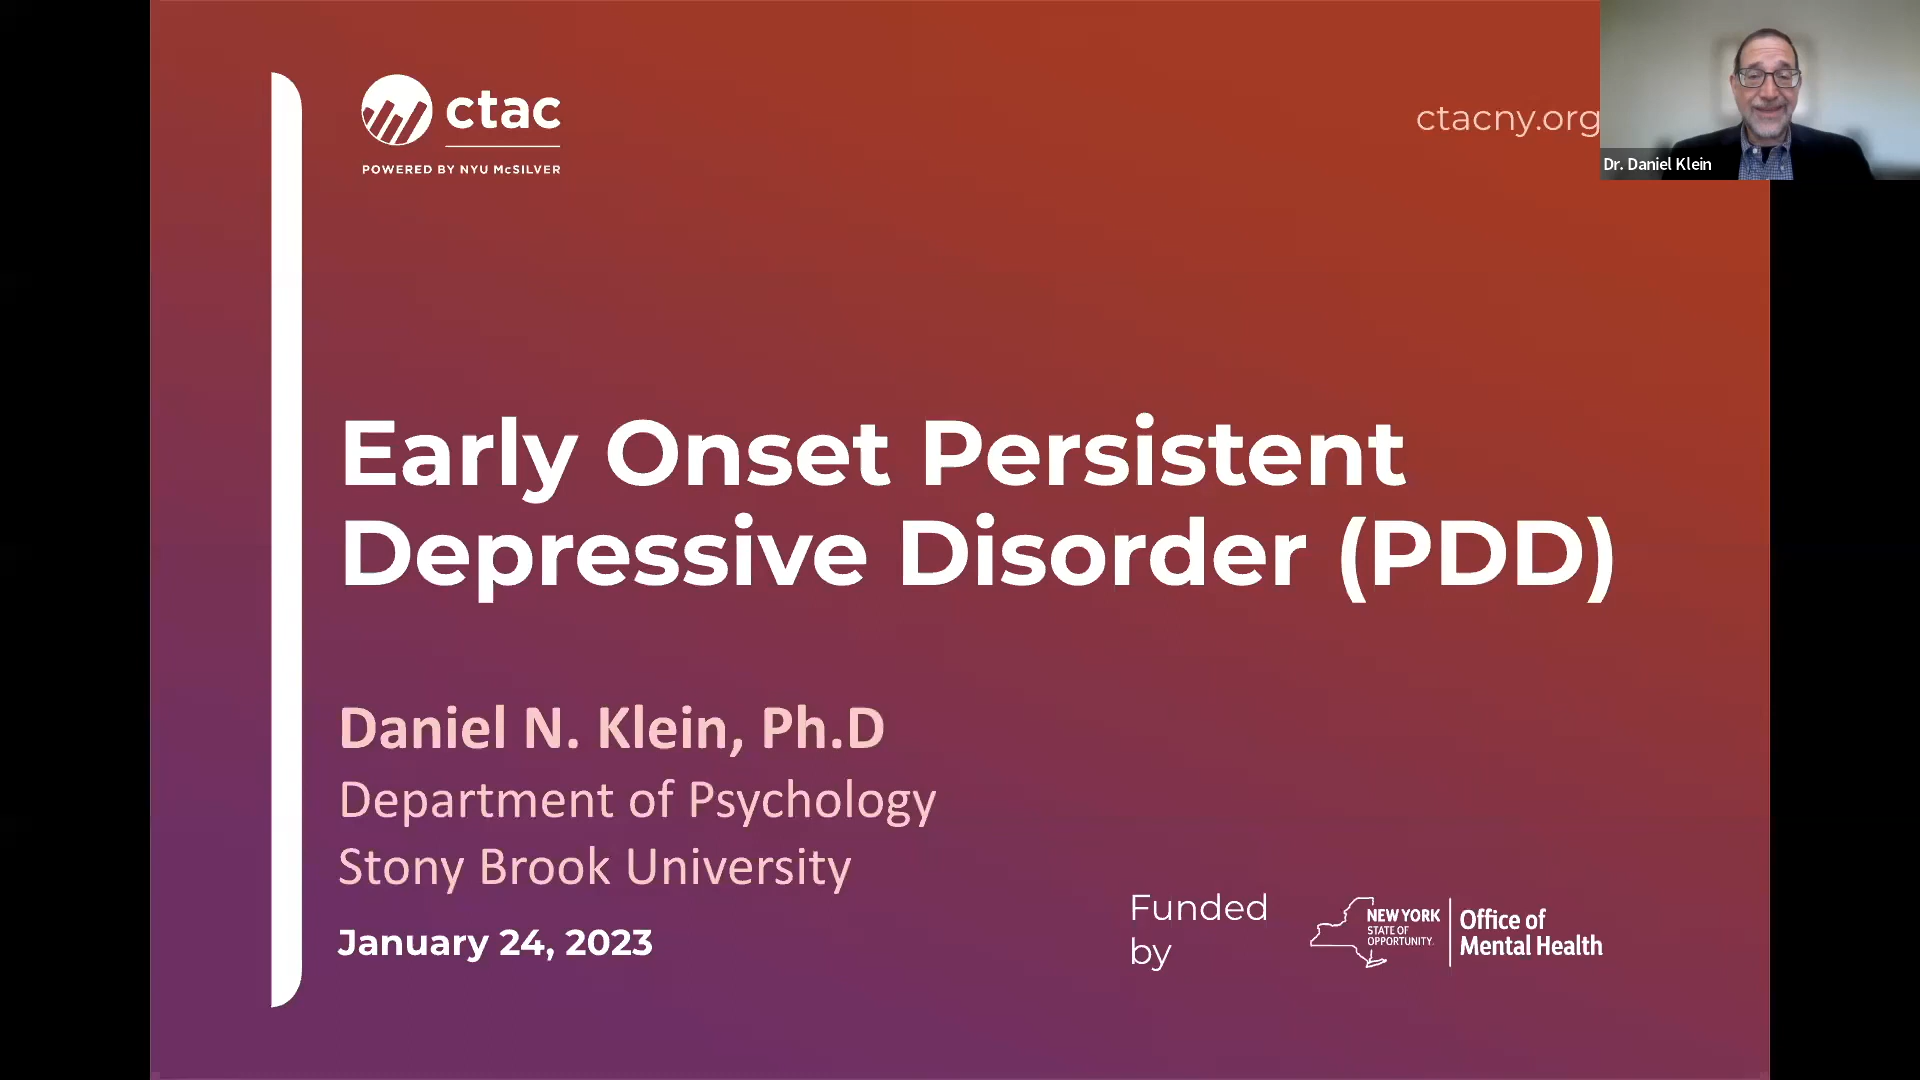 ctac
POWERED BY NYU McSILVER
ctacny.org
Dr. Daniel Klein
Early Onset Persistent
Depressive Disorder (PDD)
Daniel N. Klein, Ph.D
Department of Psychology
Stony Brook University
January 24, 2023
Funded
by
NEW YORK
STATE OF
OPPORTUNITY.
Office of
Mental Health